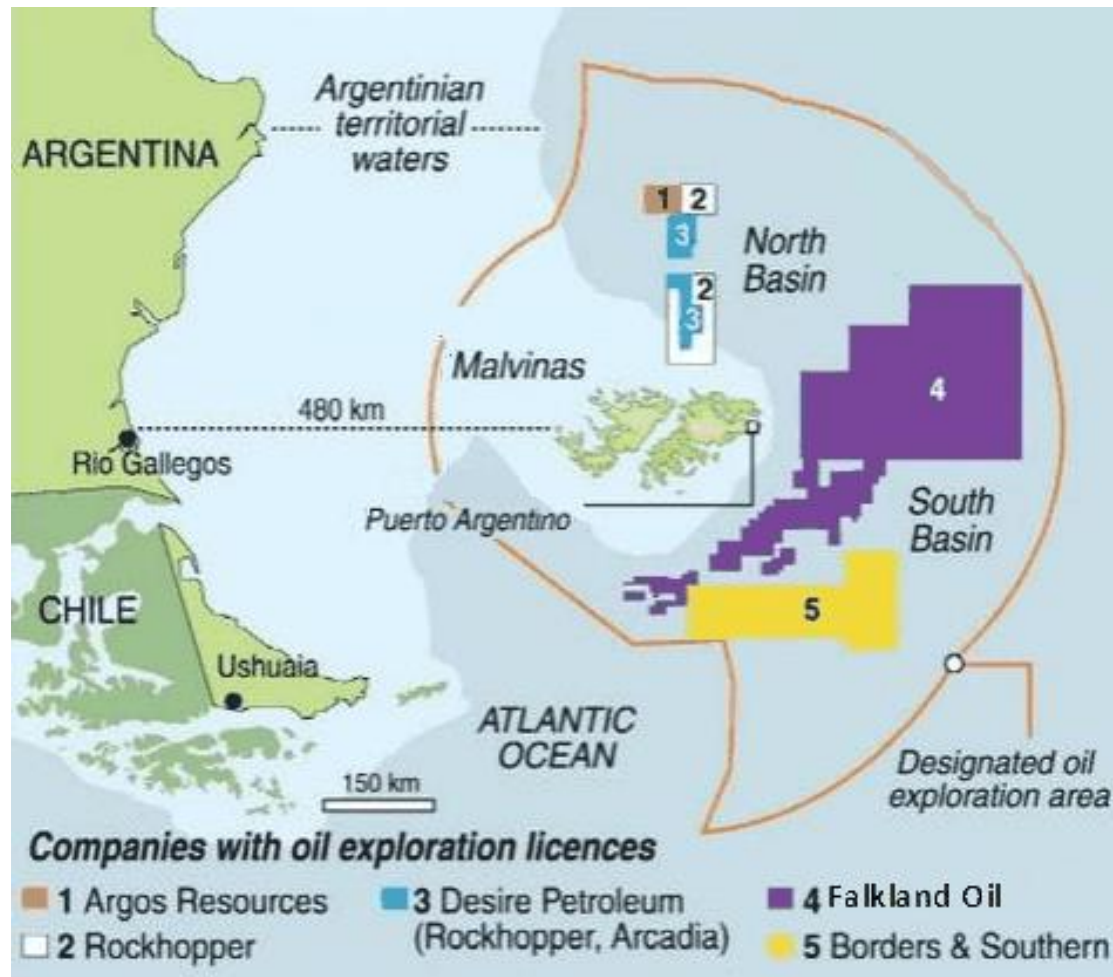 Argentinian
territorial
waters
ARGENTINA
1 2
3
North
Basin
2
3
Malvinas
4
480 km
Rio Gallegos
Puerto Argentino
South
Basin
CHILE
5
Ushuaia
ATLANTIC
OCEAN
150 km
Designated oil
exploration area
Companies with oil exploration licences
1 Argos Resources
2 Rockhopper
3 Desire Petroleum
(Rockhopper, Arcadia)
4 Falkland Oil
5 Borders & Southern